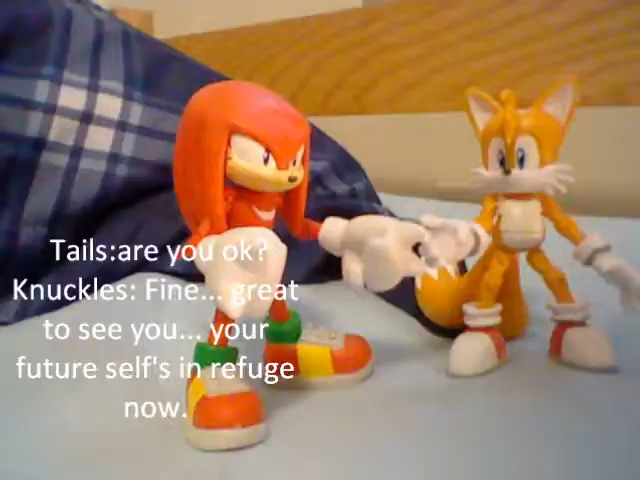 Tails:are you ok?
Knuckles: Fine... great
to see you... your
future self's in refuge
now.